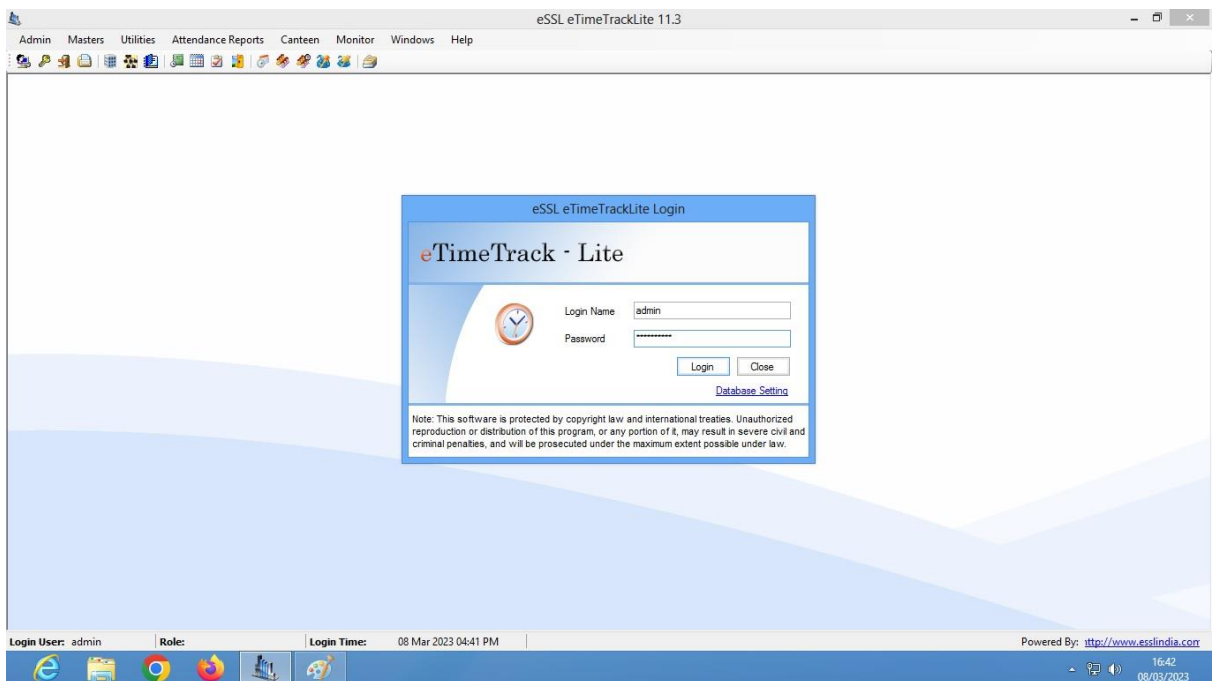 eSSL eTimeTrackLite 11.3
Admin Masters Utilities Attendance Reports Canteen Monitor Windows Help
eSSL eTimeTrackLite Login
eTimeTrack - Lite
Login Name admin
Password ••••••••••
Login Close
Database Setting
Note: This software is protected by copyright law and international treaties. Unauthorized
reproduction or distribution of this program, or any portion of it, may result in severe civil and
criminal penalties, and will be prosecuted under the maximum extent possible under law.
Login User: admin Role: Login Time: 08 Mar 2023 04:41 PM Powered By: ttp://www.esslindia.com
16:42
08/03/2023